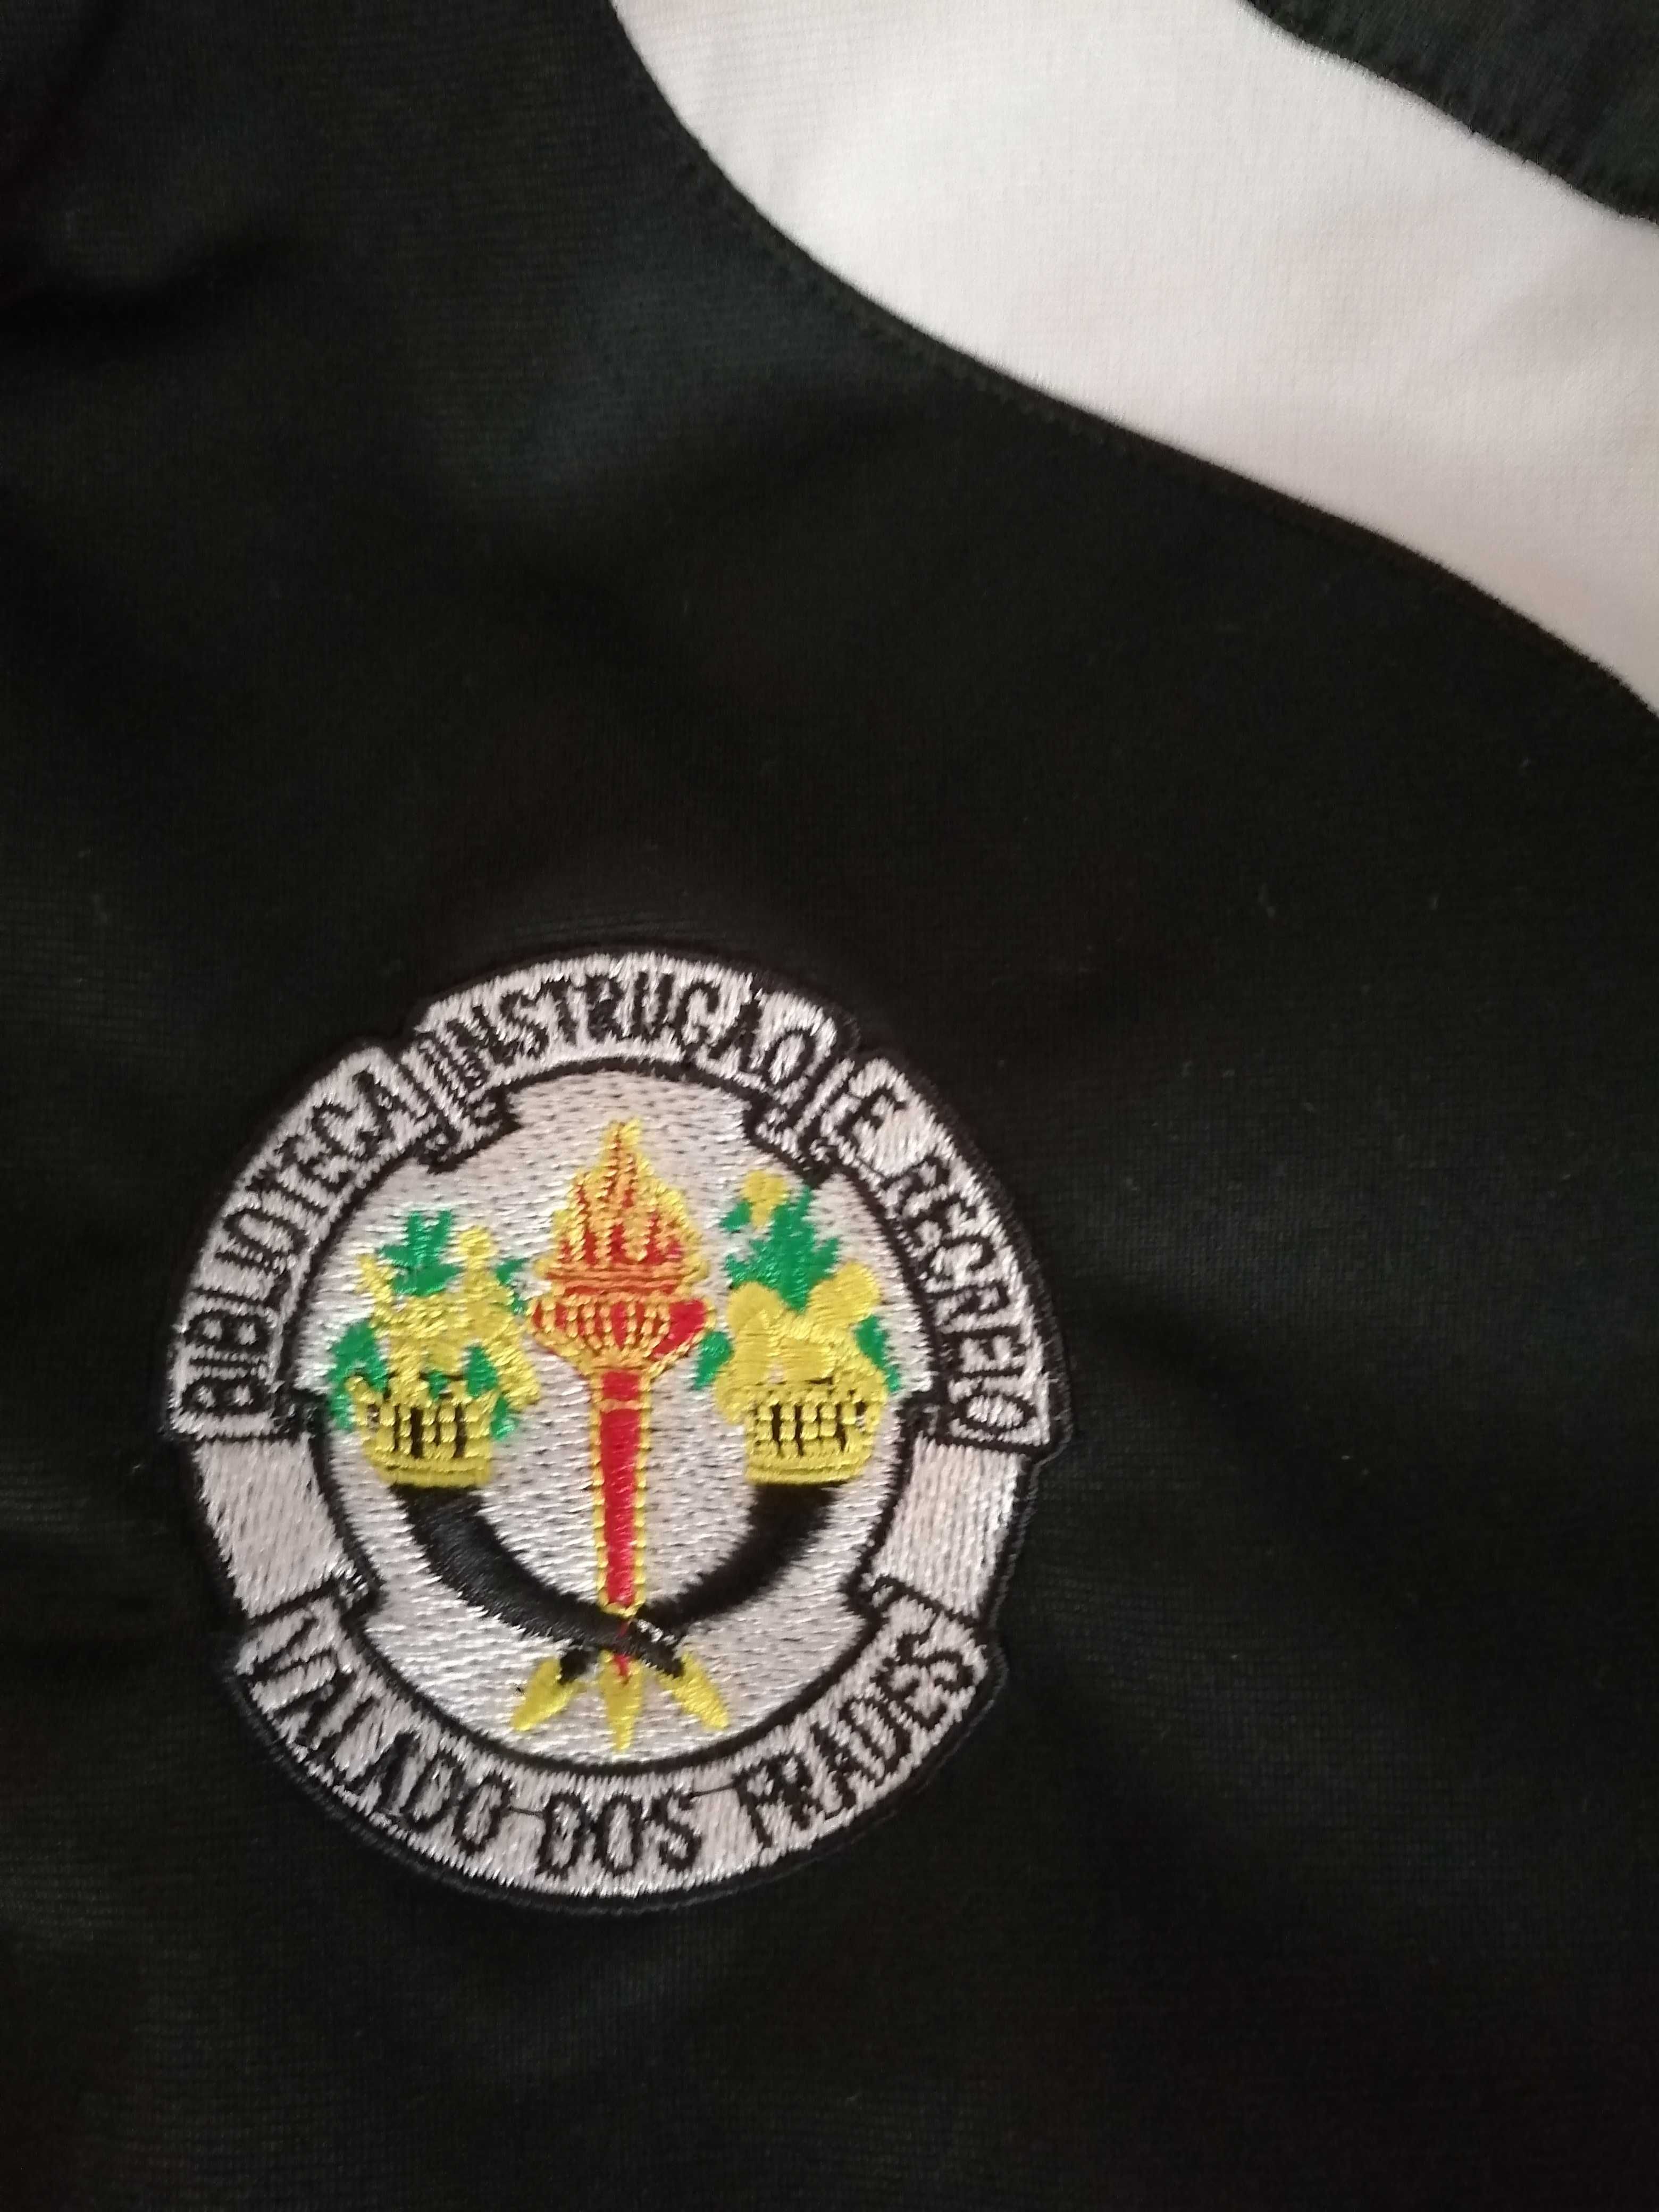 BIBLIOTECA INSTRUÇÃO E RECREIO
VALADO DOS FRADES